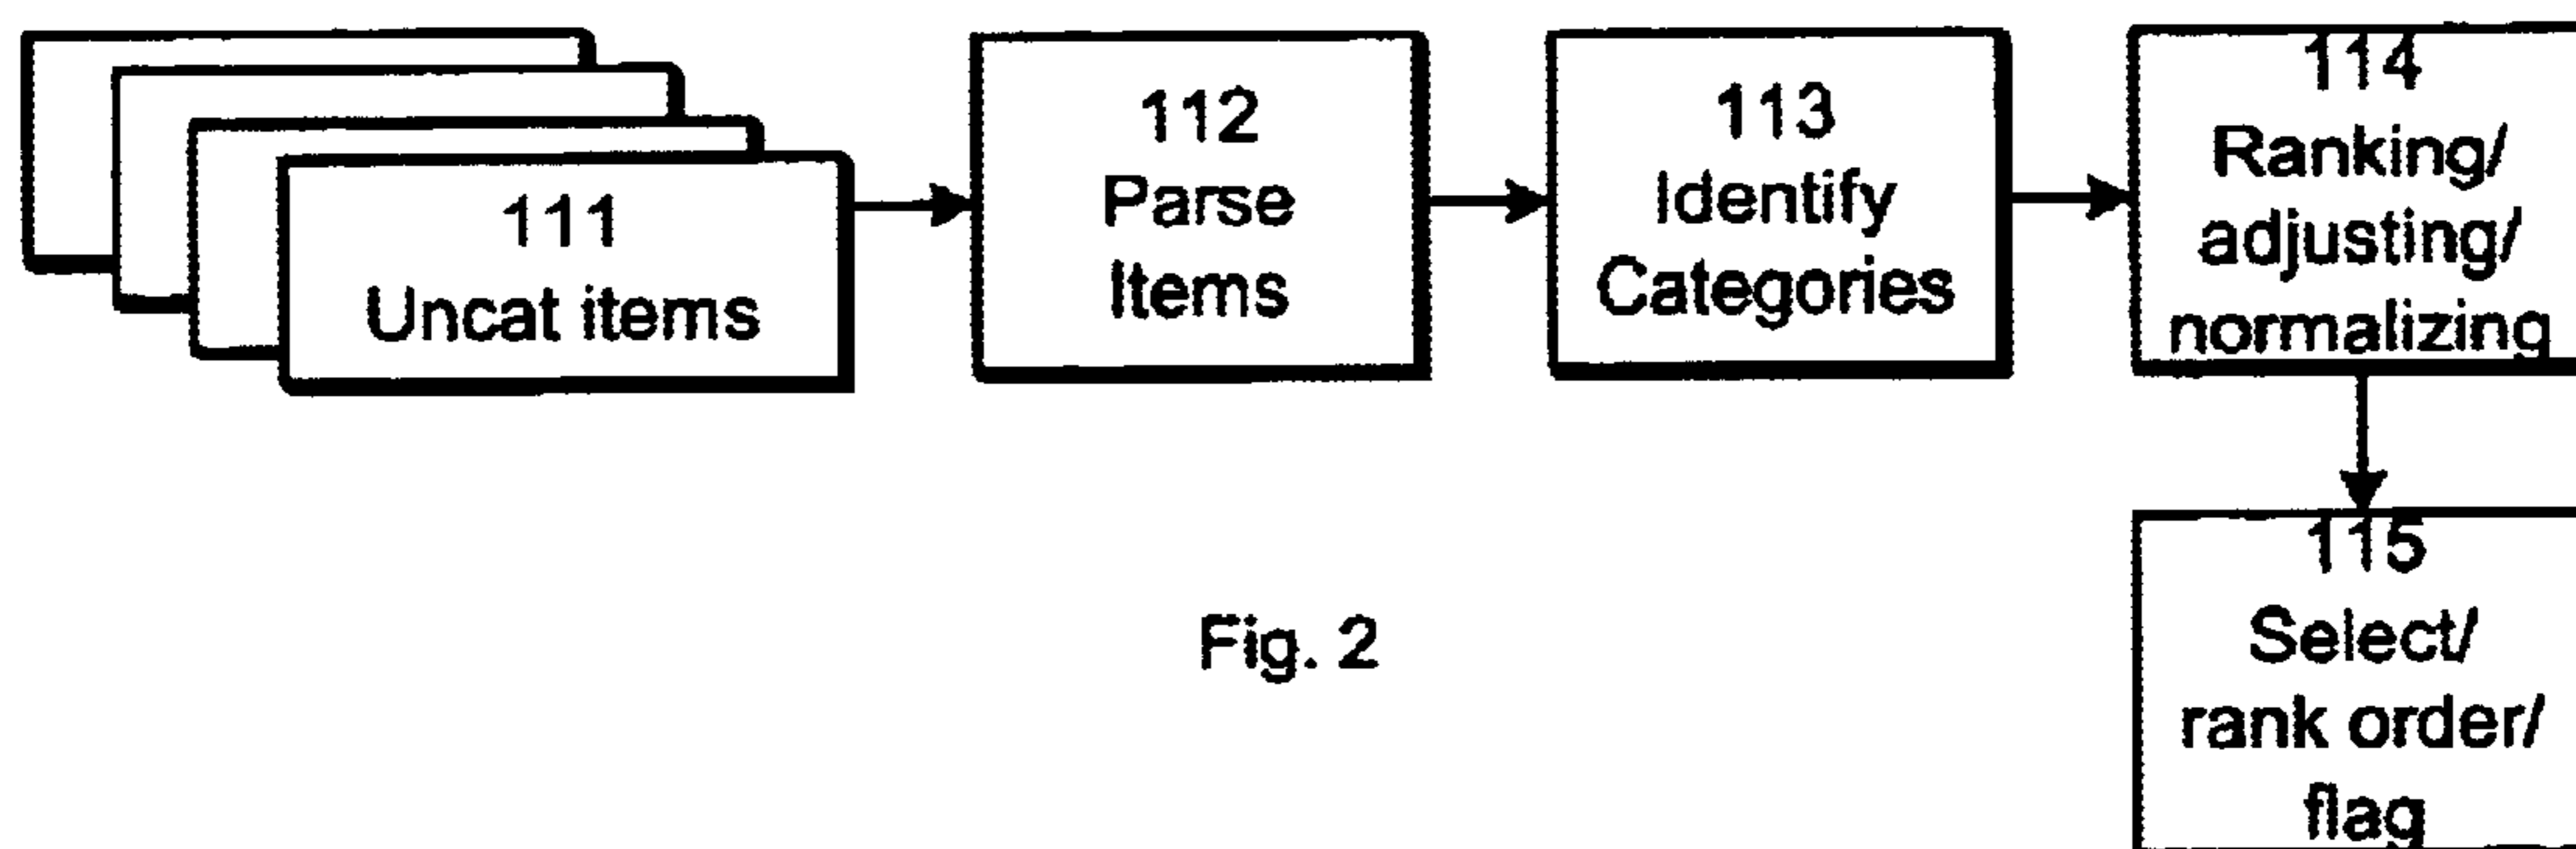 111
Uncat items
112
Parse
Items
113
Identify
Categories
114
Ranking/
adjusting/
normalizing
115
Select/
rank order/
flag
Fig. 2